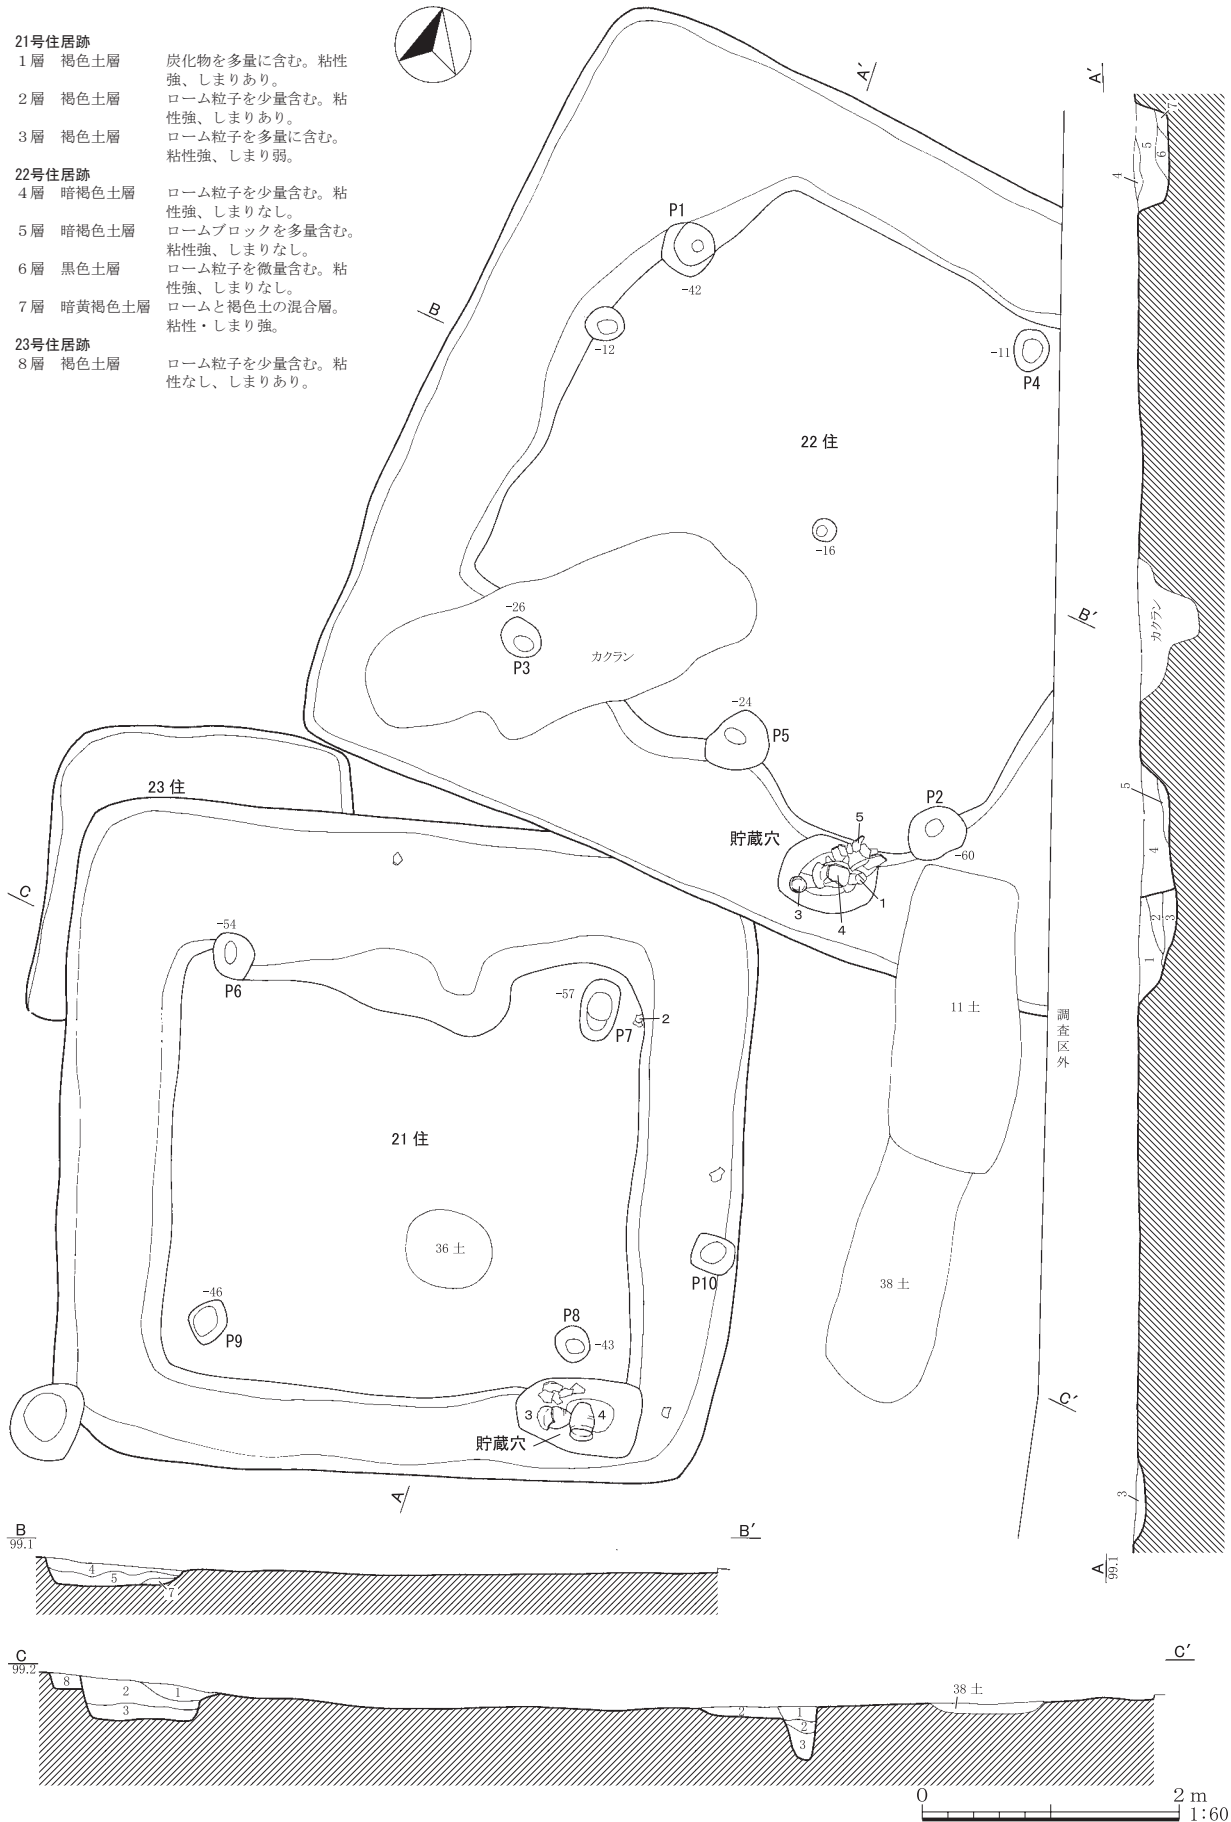 21号住居跡
1層 褐色土層 炭化物を多量に含む。粘性
強、しまりあり。
2層 褐色土層 ローム粒子を少量含む。粘
性強、しまりあり。
3層 褐色土層 ローム粒子を多量に含む。
粘性強、しまり弱。
22号住居跡
4層 暗褐色土層 ローム粒子を少量含む。粘
性強、しまりなし。
5層 暗褐色土層 ロームブロックを多量含む。
粘性強、しまりなし。
6層 黒色土層 ローム粒子を微量含む。粘
性強、しまりなし。
7層 暗黄褐色土層 ロームと褐色土の混合層。
粘性・しまり強。
23号住居跡
8層 褐色土層 ローム粒子を少量含む。粘
性なし、しまりあり。
A′
A′
7
5
6
4
P1
-42
B
-12
-11
P4
22 住
-16
B′
カクラン
-26
P3
カクラン
-24
P5
23 住
P2
5
貯蔵穴
-60
3
4
1
5
4
2
3
1
C
-54
P6
-57
P7
2
11 土
調査区外
21 住
36 土
P10
38 土
-46
P9
P8
-43
3
4
貯蔵穴
C′
A
3
B
99.1
B′
A
99.1
4
5
7
C
99.2
C′
8
2
1
3
2
1
2
3
38 土
0
2 m
1:60